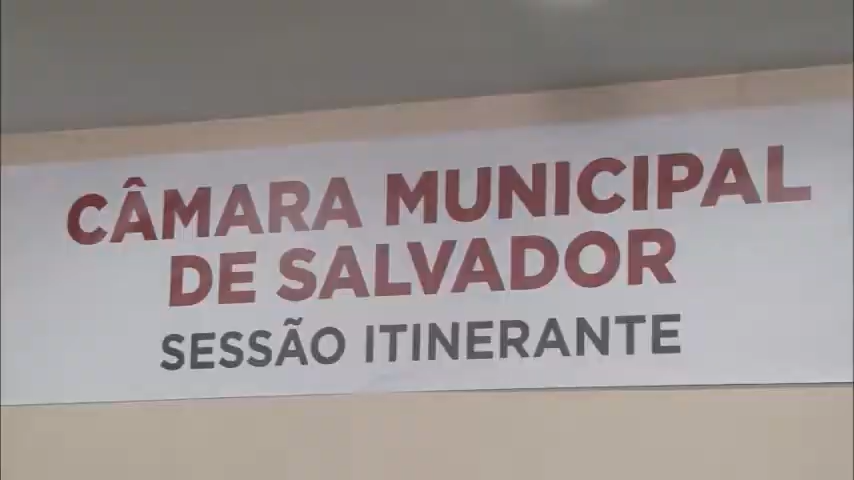 CÂMARA MUNICIPAL
DE SALVADOR
SESSÃO ITINERANTE